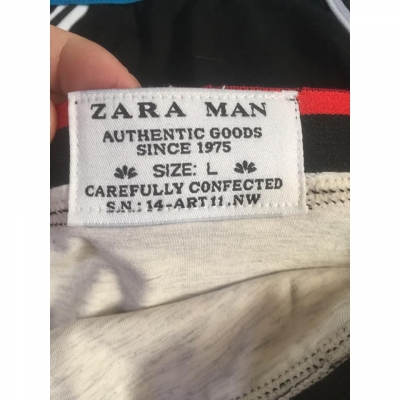 ZARA MAN
AUTHENTIC GOODS
SINCE 1975
SIZE: L
CAREFULLY CONFECTED
S.N.: 14-ART11.NW